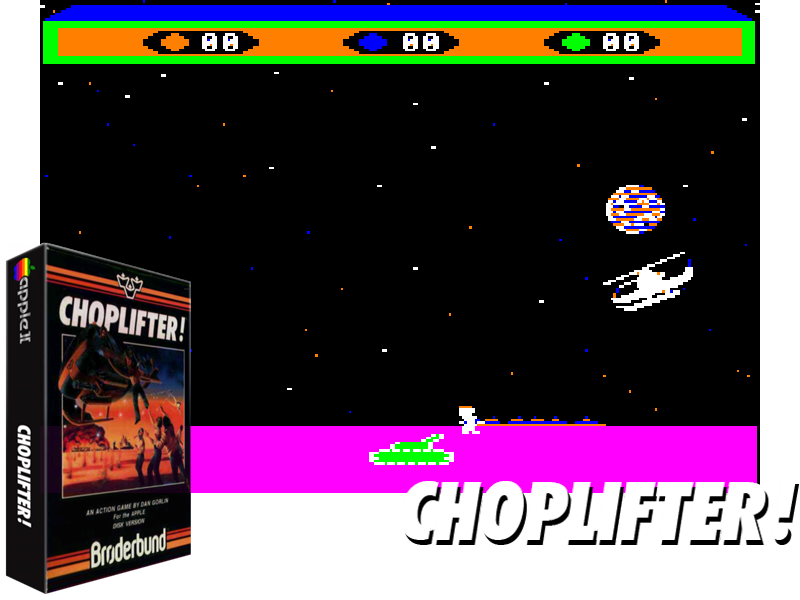 00 00 00
apple II
CHOPLIFTER!
CHOPLIFTER!
AN ACTION GAME BY DAN GORLIN
For the APPLE
DISK VERSION
Brøderbund
CHOPLIFTER!